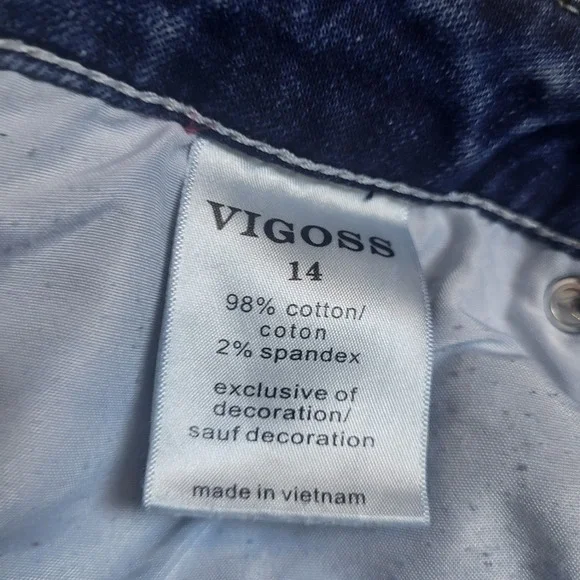 VIGOSS
14
98% cotton/
coton
2% spandex
exclusive of
decoration/
sauf decoration
made in vietnam